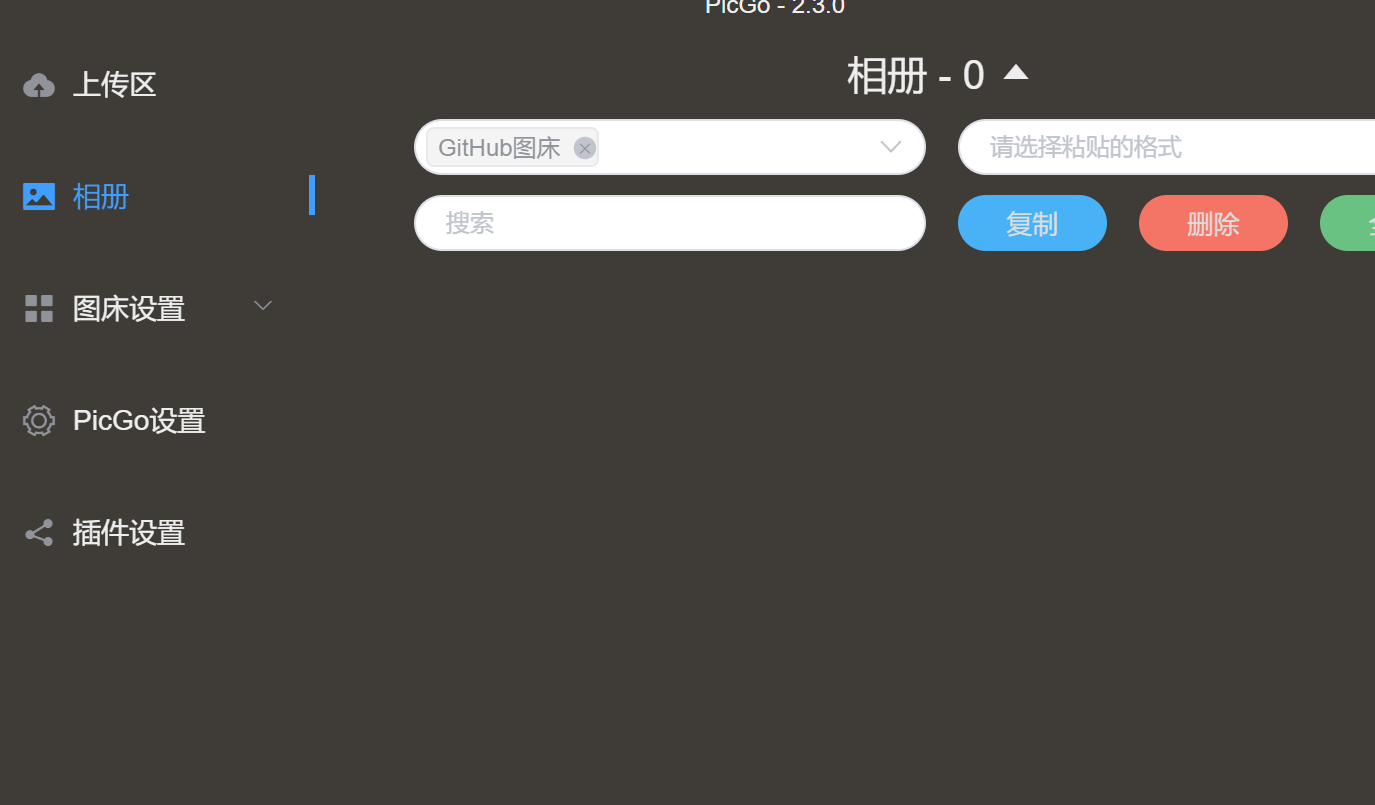 PicGo - 2.3.0
上传区
相册 - 0
GitHub图床
请选择粘贴的格式
相册
搜索
复制
删除
图床设置
PicGo设置
插件设置